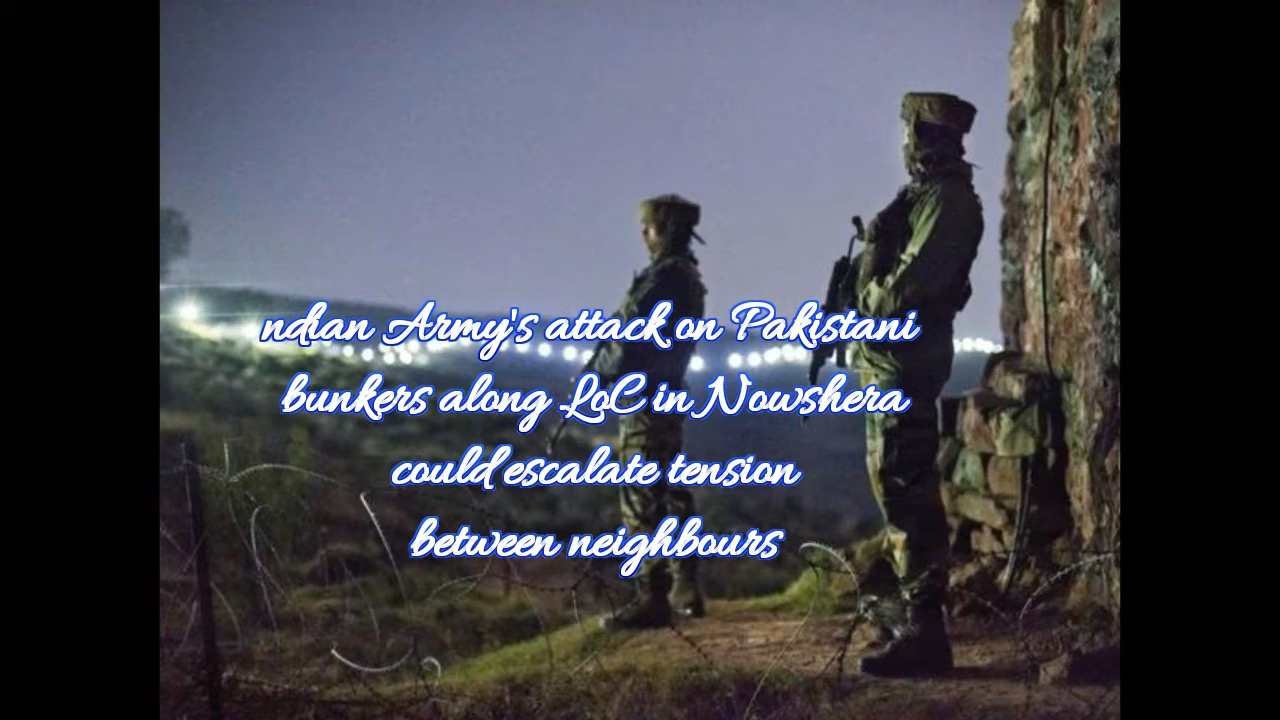 ndian Army's attack on Pakistani
bunkers along LoC in Nowshera
could escalate tension
between neighbours